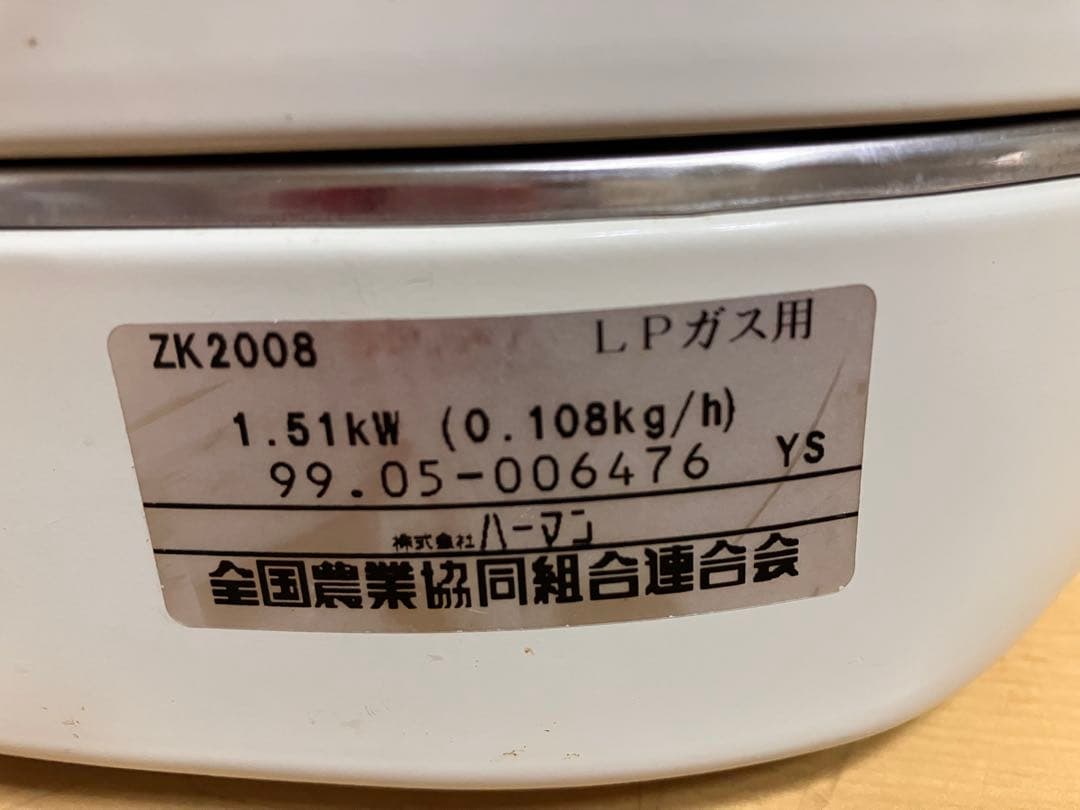 ZK2008 LPガス用
1.51kW (0.108kg/h)
99.05-006476 YS
株式会社ハーマン
全国農業協同組合連合会